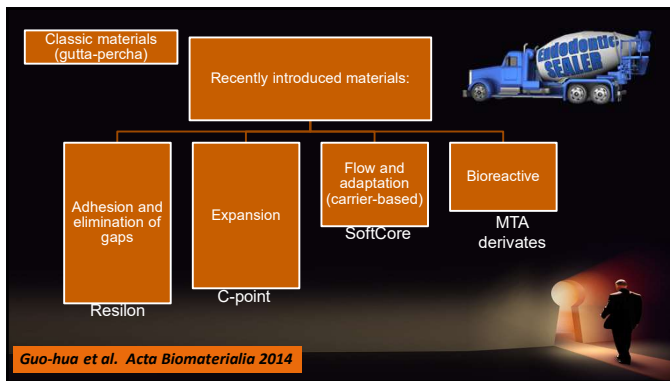 Classic materials
(gutta-percha)
Recently introduced materials:
Endodontic
SEALER
Adhesion and
elimination of
gaps
Resilon
Expansion
C-point
Flow and
adaptation
(carrier-based)
SoftCore
Bioreactive
MTA
derivates
Guo-hua et al.  Acta Biomaterialia 2014